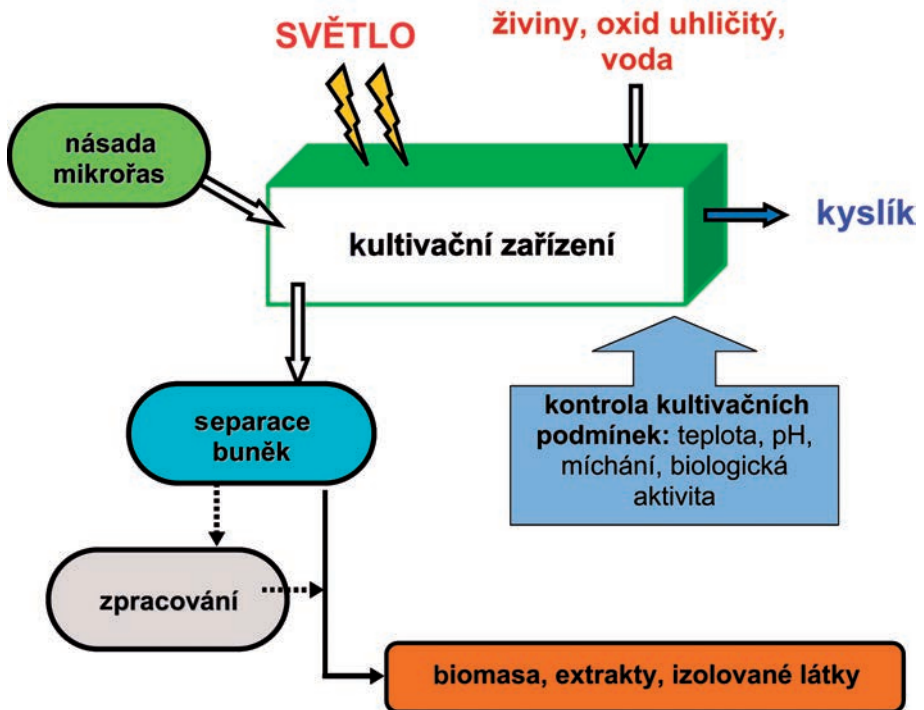 SVĚTLO
živiny, oxid uhličitý,
voda
násada
mikrořas
kyslík
kultivační zařízení
separace
buněk
kontrola kultivačních
podmínek: teplota, pH,
míchání, biologická
aktivita
zpracování
biomasa, extrakty, izolované látky